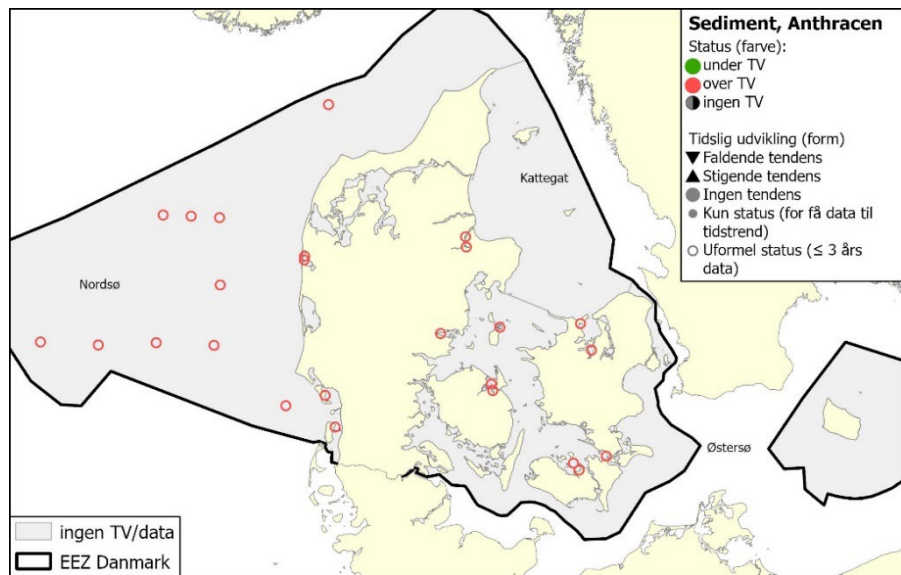 Sediment, Anthracen
Status (farve):
under TV
over TV
ingen TV
Tidslig udvikling (form)
Faldende tendens
Stigende tendens
Ingen tendens
Kun status (for få data til
tidstrend)
Uformel status (≤ 3 års
data)
Kattegat
Nordsø
Østersø
ingen TV/data
EEZ Danmark